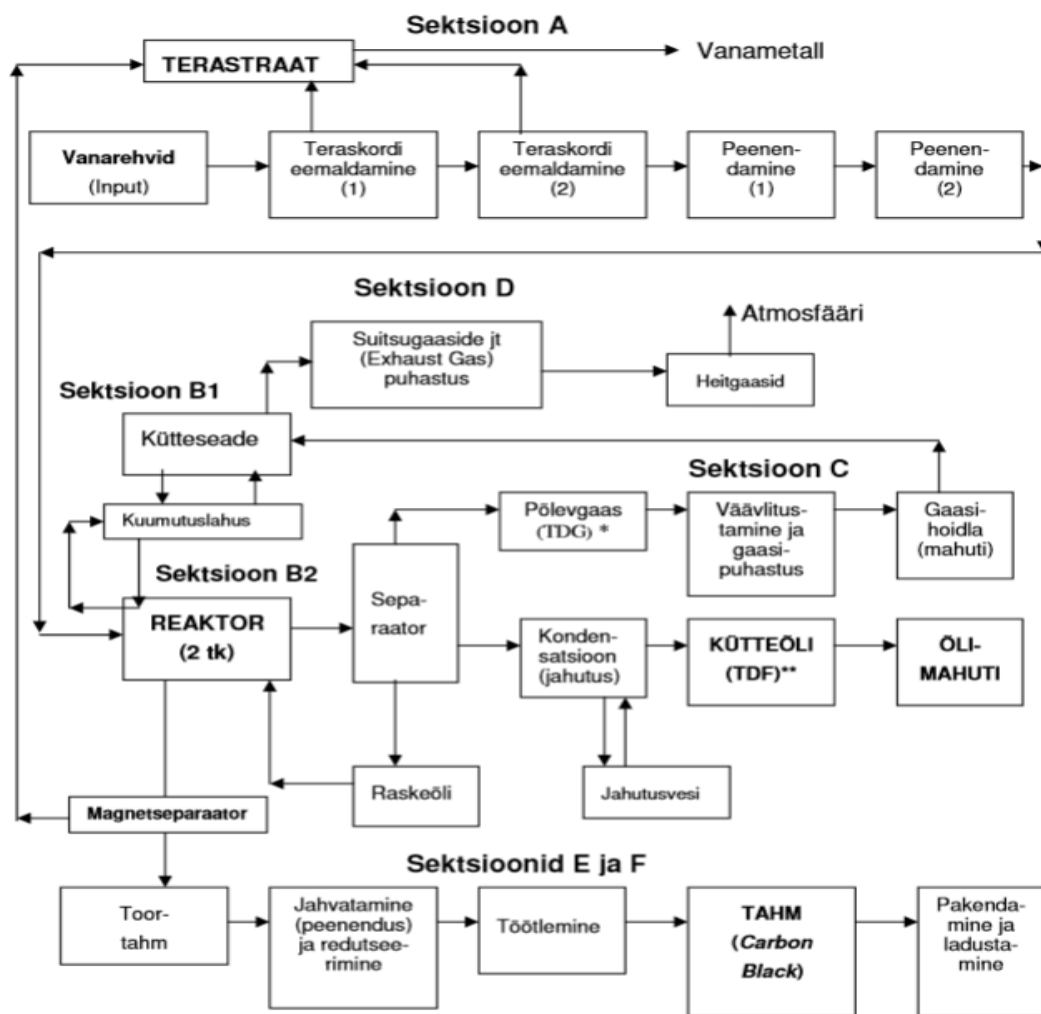 Sektsioon A
TERASTRAAT
Vanametall
Vanarehvid
(Input)
Teraskordi
eemaldamine
(1)
Teraskordi
eemaldamine
(2)
Peenen-
damine
(1)
Peenen-
damine
(2)
Sektsioon D
Suitsugaaside jt
(Exhaust Gas)
puhastus
Atmosfääri
Heitgaasid
Sektsioon B1
Kütteseade
Kuumutuslahus
Sektsioon C
Põlevgaas
(TDG) *
Väävlitus-
tamine ja
gaasi-
puhastus
Gaasi-
hoidla
(mahuti)
Sektsioon B2
REAKTOR
(2 tk)
Sepa-
raator
Konden-
satsioon
(jahutus)
KÜTTEÕLI
(TDF)**
ÕLI-
MAHUTI
Raskeõli
Jahutusvesi
Magnetseparaator
Sektsioonid E ja F
Toor-
tahm
Jahvatamine
(peenendus)
ja redutsee-
rimine
Töötlemine
TAHM
(Carbon
Black)
Pakenda-
mine ja
ladusta-
mine